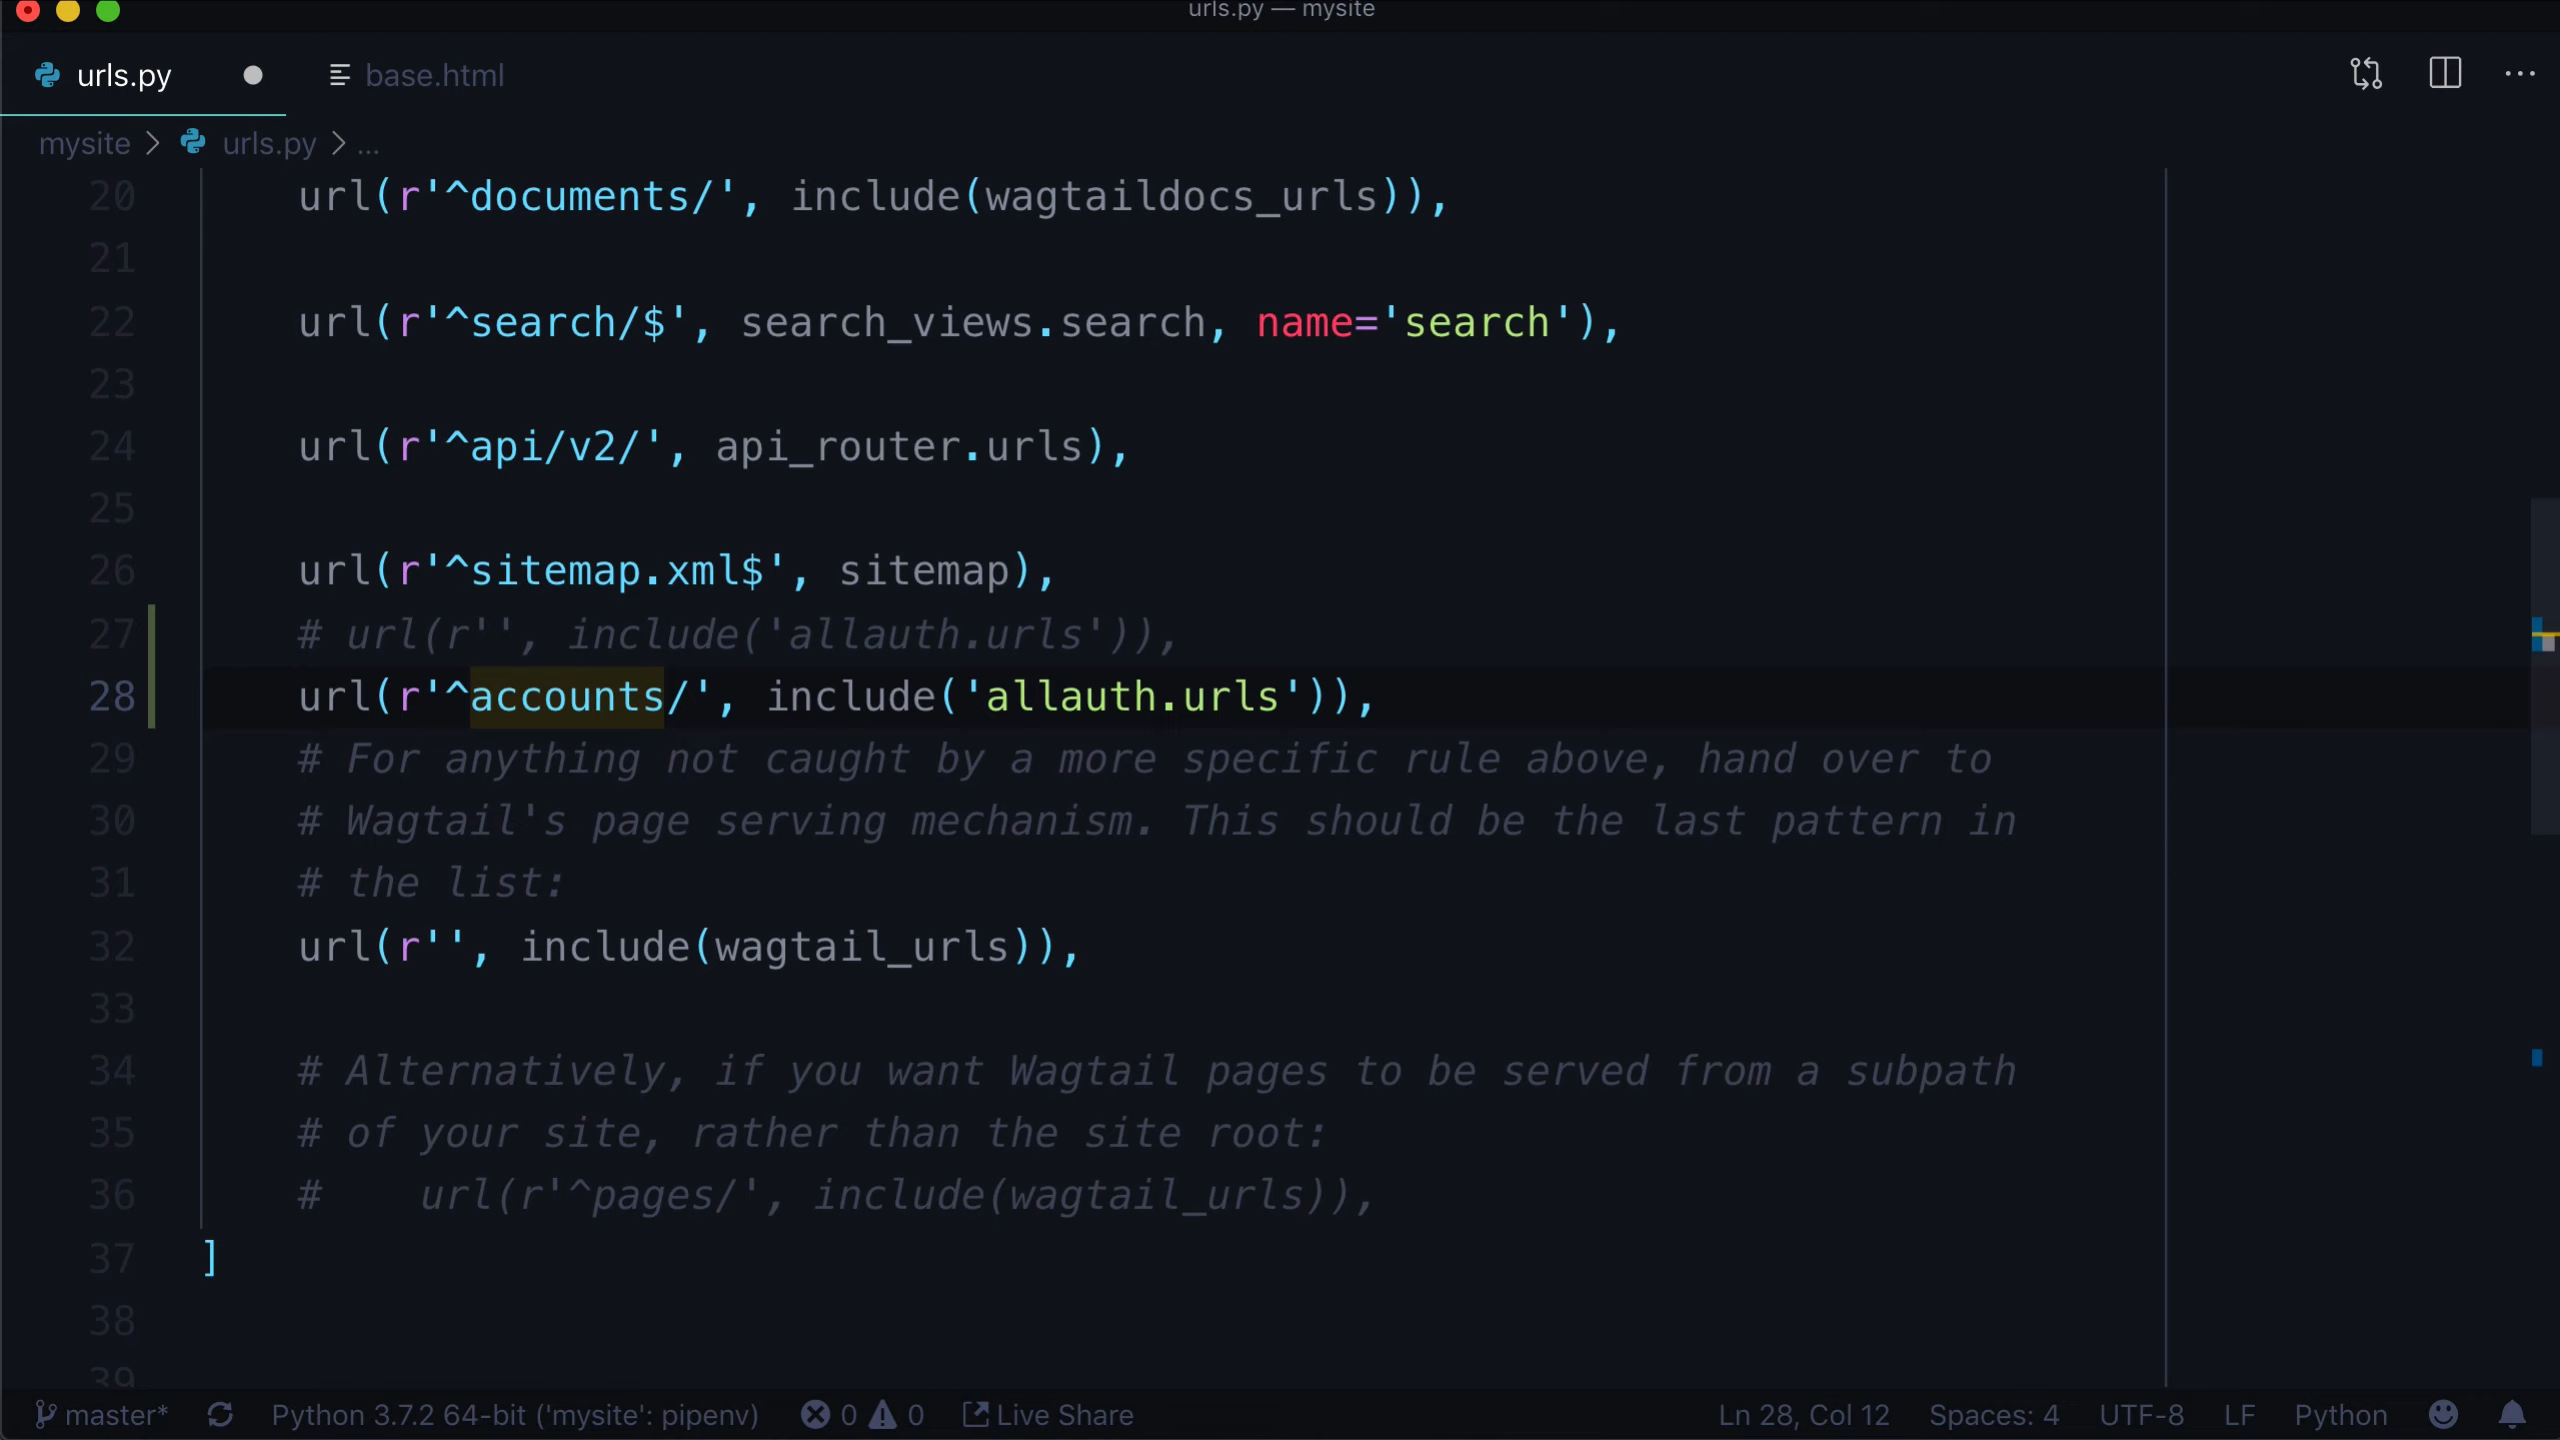 urls.py — mysite
urls.py base.html
mysite > urls.py > ...
20 url(r'^documents/', include(wagtaildocs_urls)),
21
22 url(r'^search/$', search_views.search, name='search'),
23
24 url(r'^api/v2/', api_router.urls),
25
26 url(r'^sitemap.xml$', sitemap),
27 # url(r'', include('allauth.urls')),
28 url(r'^accounts/', include('allauth.urls')),
29 # For anything not caught by a more specific rule above, hand over to
30 # Wagtail's page serving mechanism. This should be the last pattern in
31 # the list:
32 url(r'', include(wagtail_urls)),
33
34 # Alternatively, if you want Wagtail pages to be served from a subpath
35 # of your site, rather than the site root:
36 #    url(r'^pages/', include(wagtail_urls)),
37 ]
38
39
master* Python 3.7.2 64-bit ('mysite': pipenv) 0 0 Live Share Ln 28, Col 12 Spaces: 4 UTF-8 LF Python